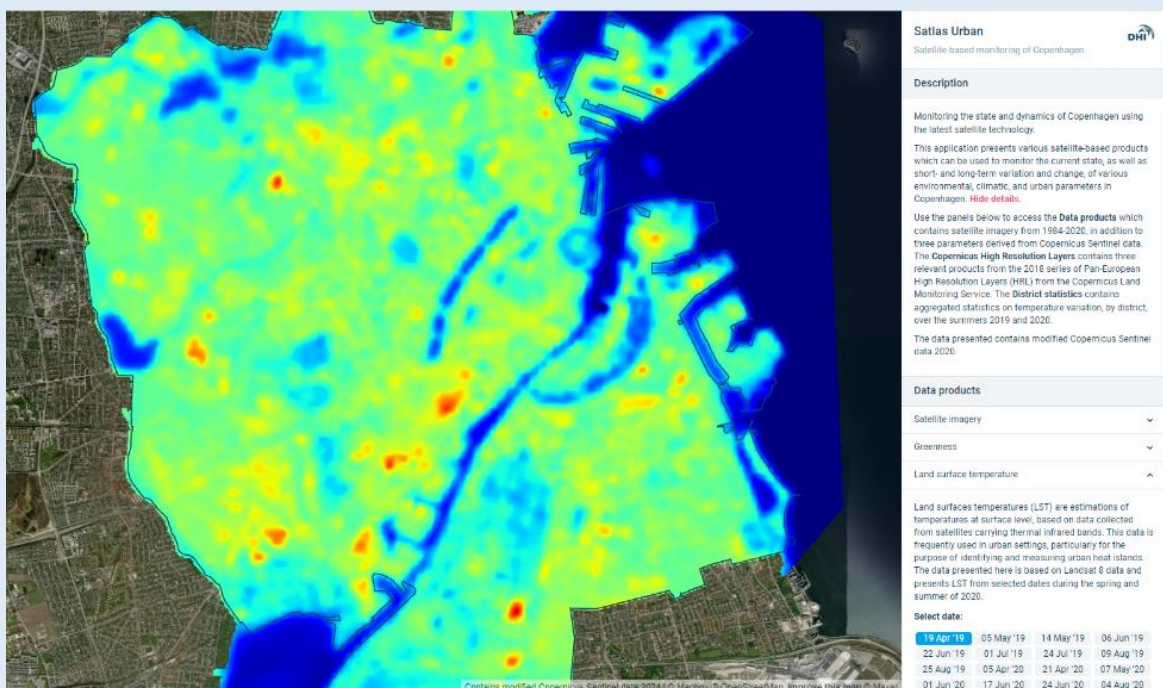 Satlas Urban
DHI
Satellite-based monitoring of Copenhagen
Description
Monitoring the state and dynamics of Copenhagen using
the latest satellite technology.
This application presents various satellite-based products
which can be used to monitor the current state, as well as
short- and long-term variation and change, of various
environmental, climatic, and urban parameters in
Copenhagen. Hide details.
Use the panels below to access the Data products which
contains satellite imagery from 1984-2020, in addition to
three parameters derived from Copernicus Sentinel data.
The Copernicus High Resolution Layers contains three
relevant products from the 2018 series of Pan-European
High Resolution Layers (HRL) from the Copernicus Land
Monitoring Service. The District statistics contains
aggregated statistics on temperature variation, by district,
over the summers 2019 and 2020.
The data presented contains modified Copernicus Sentinel
data 2020.
Data products
Satellite imagery
Greenness
Land surface temperature
Land surfaces temperatures (LST) are estimations of
temperatures at surface level, based on data collected
from satellites carrying thermal infrared bands. This data is
frequently used in urban settings, particularly for the
purpose of identifying and measuring urban heat islands.
The data presented here is based on Landsat 8 data and
presents LST from selected dates during the spring and
summer of 2020.
Select date:
19 Apr '19 05 May '19 14 May '19 06 Jun '19
22 Jun '19 01 Jul '19 24 Jul '19 09 Aug '19
25 Aug '19 05 Apr '20 21 Apr '20 07 May '20
01 Jun '20 17 Jun '20 24 Jun '20 04 Aug '20
Contains modified Copernicus Sentinel data 2024 | © Mapbox © OpenStreetMap Improve this map © Maxar